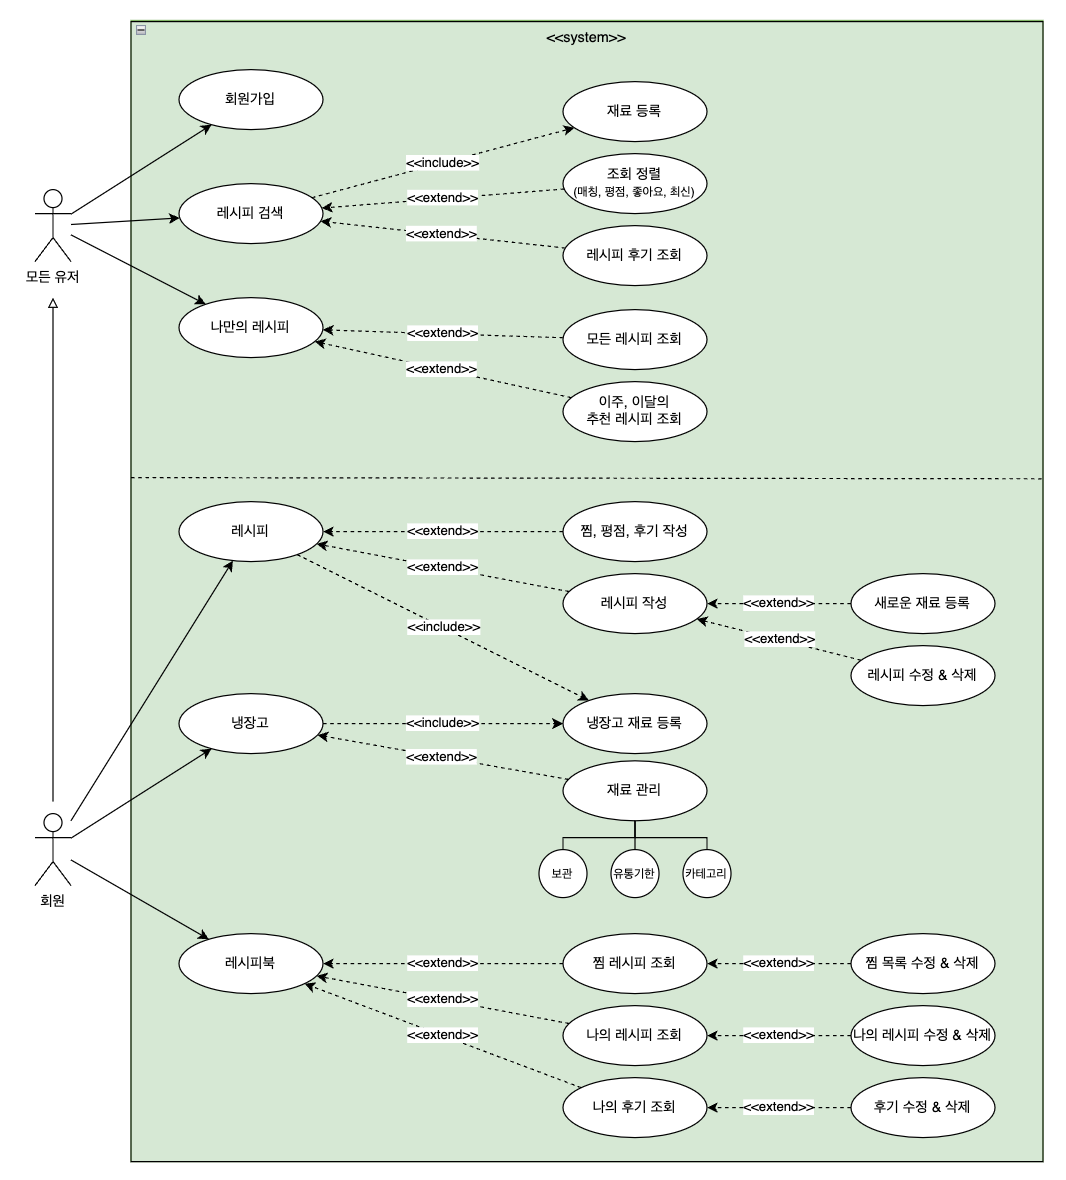 <<system>>
회원가입
재료 등록
<<include>>
조회 정렬
(매칭, 평점, 좋아요, 최신)
<<extend>>
레시피 검색
<<extend>>
레시피 후기 조회
모든 유저
나만의 레시피
<<extend>>
모든 레시피 조회
<<extend>>
이주, 이달의
추천 레시피 조회
레시피
<<extend>>
찜, 평점, 후기 작성
<<extend>>
레시피 작성
<<extend>>
새로운 재료 등록
<<include>>
<<extend>>
레시피 수정 & 삭제
냉장고
<<include>>
냉장고 재료 등록
<<extend>>
재료 관리
보관
유통기한
카테고리
회원
레시피북
<<extend>>
찜 레시피 조회
<<extend>>
찜 목록 수정 & 삭제
<<extend>>
나의 레시피 조회
<<extend>>
나의 레시피 수정 & 삭제
<<extend>>
나의 후기 조회
<<extend>>
후기 수정 & 삭제